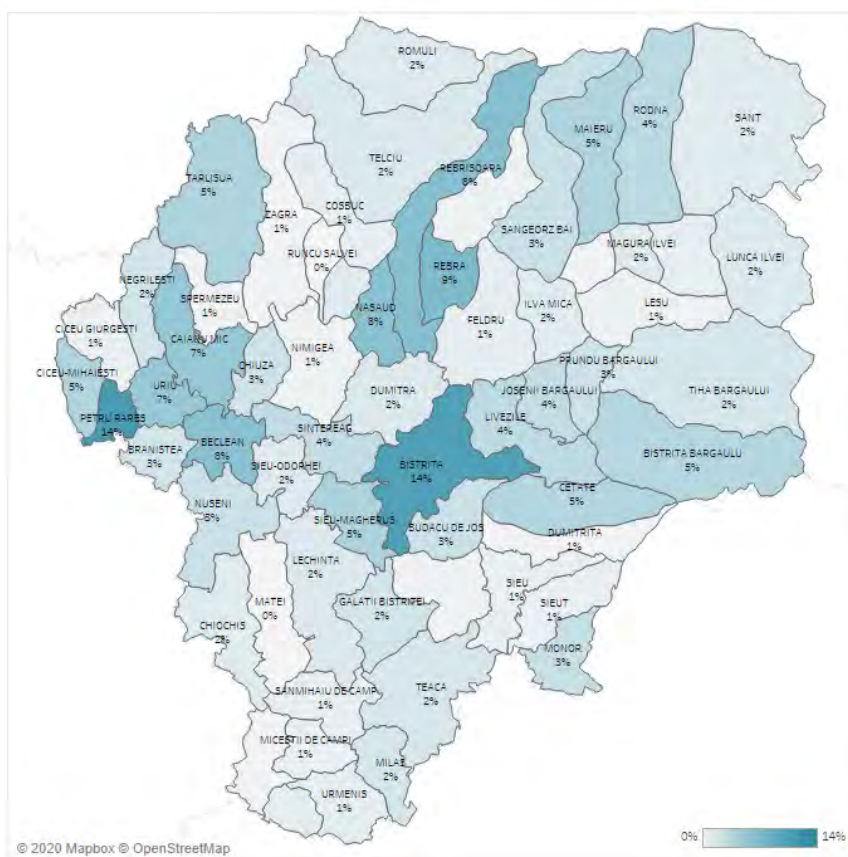 ROMULI
2%
RODNA
4%
SANT
2%
MAIERU
5%
TELCIU
2%
REBRISOARA
8%
TARLISUA
5%
COSBUC
1%
ZAGRA
1%
SANGEORZ BAI
3%
MAGURA ILVEI
2%
LUNCA ILVEI
2%
RUNCU SALVEI
0%
REBRA
9%
NEGRILESTI
2%
SPERMEZEU
1%
NASAUD
8%
FELDRU
1%
ILVA MICA
2%
LESU
1%
CICEU GIURGESTI
1%
CAIANU MIC
7%
NIMIGEA
1%
CHIUZA
3%
PRUNDU BARGAULUI
3%
CICEU-MIHAIESTI
5%
URIU
7%
DUMITRA
2%
JOSENII BARGAULUI
4%
TIHA BARGAULUI
2%
PETRU RARES
14%
LIVEZILE
4%
SINTEREAG
4%
BRANISTEA
3%
BECLEAN
8%
SIEU-ODORHEI
2%
BISTRITA
14%
BISTRITA BARGAULU
5%
CETATE
5%
NUSENI
SIEU-MAGHERUS
5%
BUDACU DE JOS
3%
DUMITRITA
1%
LECHINTA
2%
SIEU
1%
MATEI
0%
GALATII BISTRITEI
2%
SIEUT
1%
CHIOCHIS
2%
MONOR
3%
TEACA
2%
SANMIHAIU DE CAMP
1%
MICESTII DE CAMPI
1%
MILAS
2%
URMENIS
1%
0% 14%
© 2020 Mapbox © OpenStreetMap